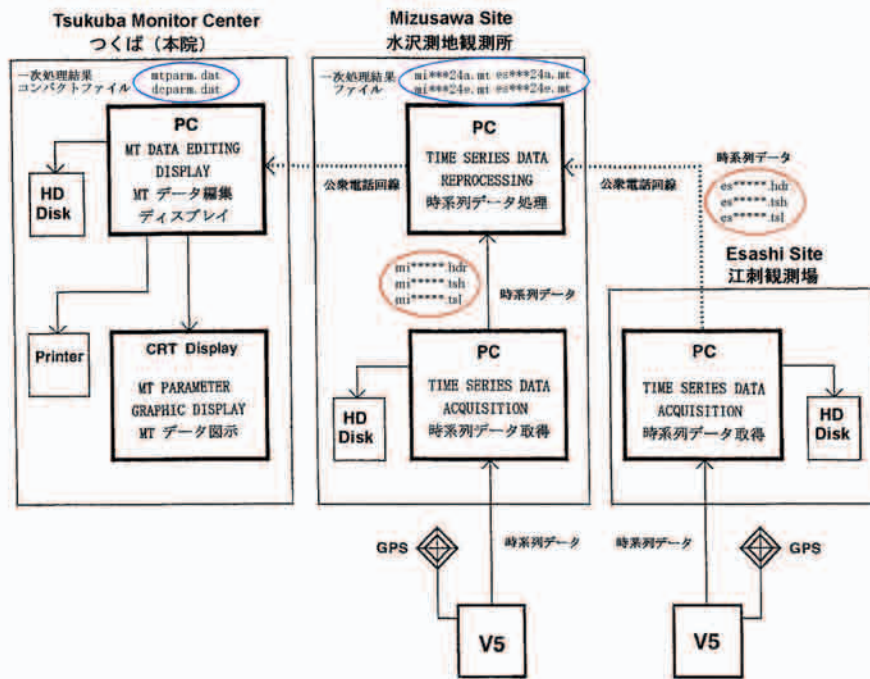 Tsukuba Monitor Center
つくば（本院）
一次処理結果
コンパクトファイル
mtparm.dat
deparm.dat
PC
MT DATA EDITING
DISPLAY
MT データ編集
ディスプレイ
HD
Disk
Printer
CRT Display
MT PARAMETER
GRAPHIC DISPLAY
MT データ図示
公衆電話回線
Mizusawa Site
水沢測地観測所
一次処理結果
ファイル
mi***24a.mt es***24a.mt
mi***24e.mt es***24e.mt
PC
TIME SERIES DATA
REPROCESSING
時系列データ処理
mi*****.hdr
mi*****.tsh
mi*****.tsl
時系列データ
PC
TIME SERIES DATA
ACQUISITION
時系列データ取得
HD
Disk
GPS
時系列データ
V5
公衆電話回線
時系列データ
es*****.hdr
es*****.tsh
es*****.tsl
Esashi Site
江刺観測場
PC
TIME SERIES DATA
ACQUISITION
時系列データ取得
HD
Disk
時系列データ
GPS
V5